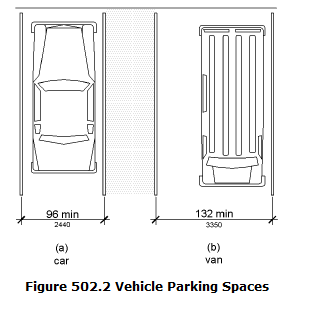 96 min
2440
132 min
3350
(a)
car
(b)
van
Figure 502.2 Vehicle Parking Spaces